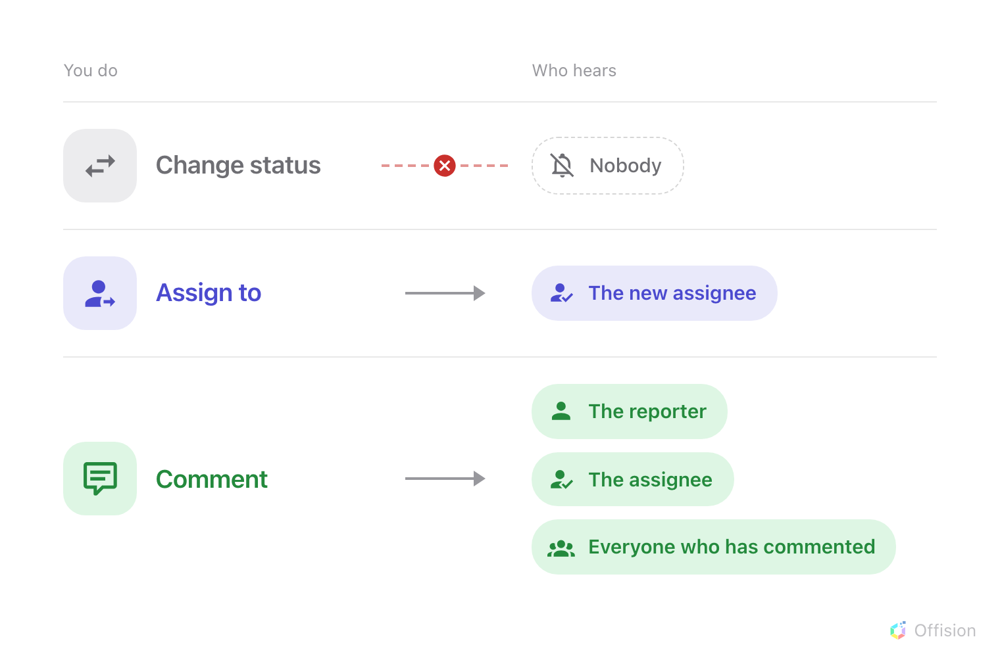 You do
Who hears
Change status
Nobody
Assign to
The new assignee
Comment
The reporter
The assignee
Everyone who has commented
Offision